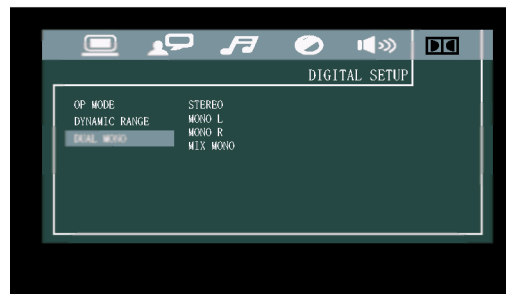 DIGITAL SETUP
OP MODE STEREO
DYNAMIC RANGE MONO L
DUAL MONO MONO R
MIX MONO